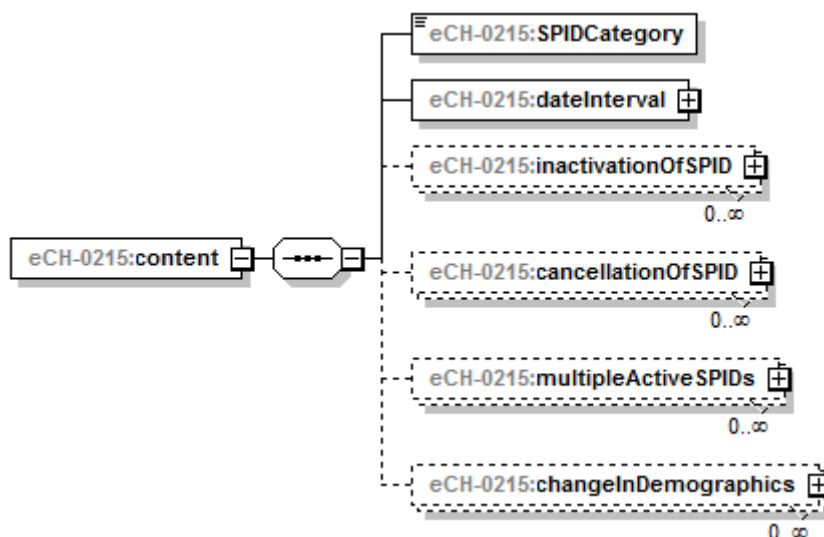 eCH-0215:SPIDCategory
eCH-0215:dateInterval
eCH-0215:inactivationOfSPID
0..∞
eCH-0215:content
eCH-0215:cancellationOfSPID
0..∞
eCH-0215:multipleActiveSPIDs
0..∞
eCH-0215:changeInDemographics
0..∞